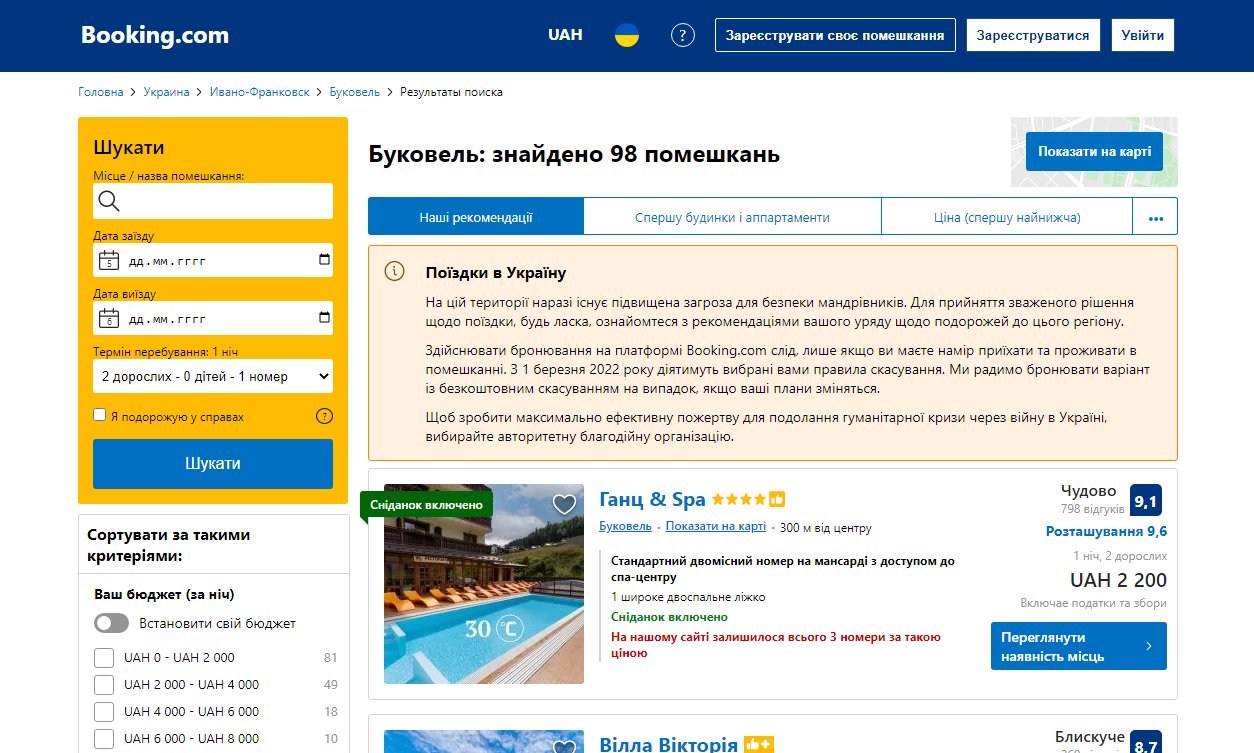 Booking.com
UAH
?
Зареєструвати своє помешкання
Зареєструватися
Увійти
Головна > Украина > Ивано-Франковск > Буковель > Результаты поиска
Шукати
Місце / назва помешкання:
Дата заїзду
5
дд.мм.гггг
Дата виїзду
6
дд.мм.гггг
Термін перебування: 1 ніч
2 дорослих - 0 дітей - 1 номер
Я подорожую у справах
?
Шукати
Сортувати за такими
критеріями:
Ваш бюджет (за ніч)
Встановити свій бюджет
UAH 0 - UAH 2 000 81
UAH 2 000 - UAH 4 000 49
UAH 4 000 - UAH 6 000 18
UAH 6 000 - UAH 8 000 10
Буковель: знайдено 98 помешкань
Показати на карті
Наші рекомендації
Спершу будинки і аппартаменти
Ціна (спершу найнижча)
Поїздки в Україну
На цій території наразі існує підвищена загроза для безпеки мандрівників. Для прийняття зваженого рішення
щодо поїздки, будь ласка, ознайомтеся з рекомендаціями вашого уряду щодо подорожей до цього регіону.
Здійснювати бронювання на платформі Booking.com слід, лише якщо ви маєте намір приїхати та проживати в
помешканні. З 1 березня 2022 року діятимуть вибрані вами правила скасування. Ми радимо бронювати варіант
із безкоштовним скасуванням на випадок, якщо ваші плани зміняться.
Щоб зробити максимально ефективну пожертву для подолання гуманітарної кризи через війну в Україні,
вибирайте авторитетну благодійну організацію.
Сніданок включено
30 °C
Ганц & Spa
Буковель - Показати на карті - 300 м від центру
Стандартний двомісний номер на мансарді з доступом до
спа-центру
1 широке двоспальне ліжко
Сніданок включено
На нашому сайті залишилося всього 3 номери за такою
ціною
Чудово
798 відгуків
9,1
Розташування 9,6
1 ніч, 2 дорослих
UAH 2 200
Включає податки та збори
Переглянути
наявність місць
Вілла Вікторія
Блискуче
8,7